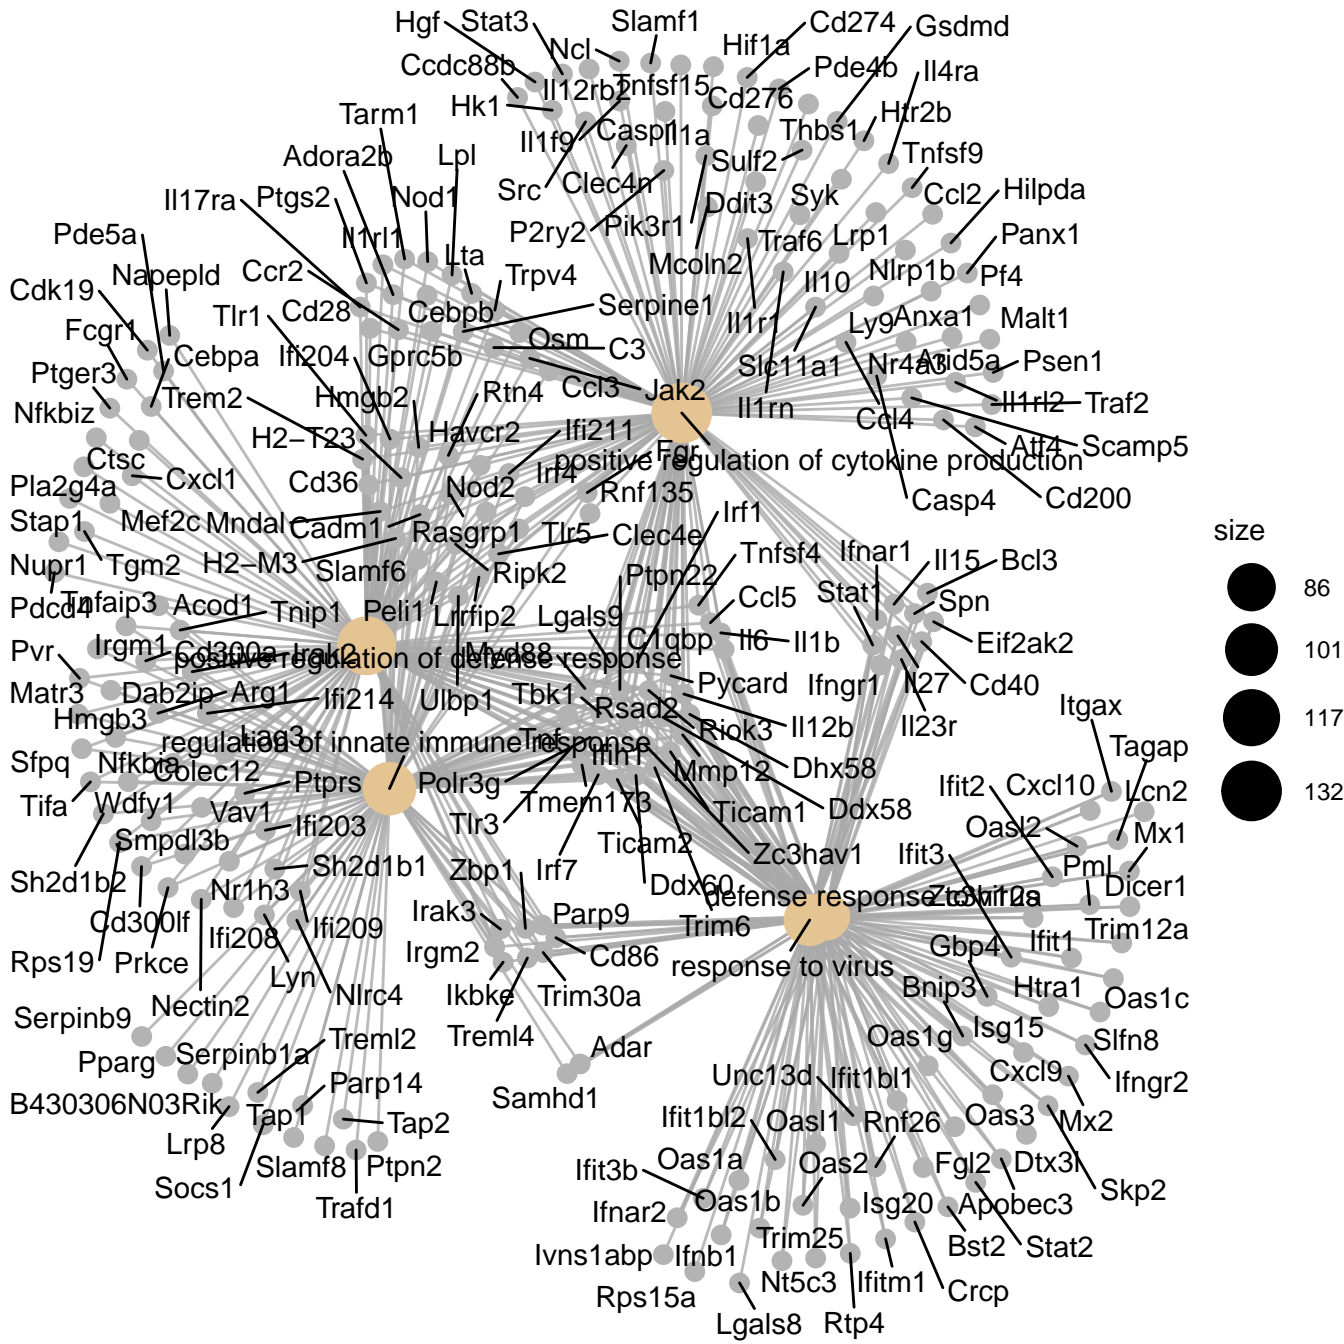 Hgf
Stat3
Slamf1
Cd274
Gsdmd
Ncl
Hif1a
Ccdc88b
Pde4b
Il4ra
Il12rb2
Tnfsf15
Cd276
Hk1
Tarm1
Htr2b
Il1f9
Casp1
Il1a
Thbs1
Adora2b
Lpl
Sulf2
Tnfsf9
Src
Clec4n
Il17ra
Ptgs2
Nod1
Ddit3
Syk
Ccl2
Hilpda
P2ry2
Pik3r1
Pde5a
Il1rl1
Traf6
Lrp1
Panx1
Lta
Mcoln2
Napepld
Ccr2
Trpv4
Il10
Nlrp1b
Pf4
Cdk19
Tlr1
Cd28
Cebpb
Serpine1
Il1r1
Ly9
Anxa1
Malt1
Fcgr1
Cebpa
Ifi204
Gprc5b
Osm
C3
Slc11a1
Nr4a3
Arid5a
Psen1
Ptger3
Trem2
Hmgb2
Rtn4
Ccl3
Jak2
Il1rn
Il1rl2
Traf2
Nfkbiz
H2-T23
Havcr2
Ifi211
Ccl4
Fgr
Atf4
Scamp5
Ctsc
Cxcl1
Cd36
Irf4
positive regulation of cytokine production
Pla2g4a
Nod2
Rnf135
Casp4
Cd200
Stap1
Mef2c
Mndal
Cadm1
Rasgrp1
Tlr5
Clec4e
Irf1
size
Nupr1
Tgm2
H2-M3
Slamf6
Ripk2
Ptpn22
Tnfsf4
Ifnar1
Il15
Bcl3
86
Pdcd4
Tnfaip3
Acod1
Tnip1
Peli1
Lrrfip2
Lgals9
Ccl5
Stat1
Spn
Pvr
Irgm1
Cd300a
Irak2
Myd88
C1qbp
Il6
Il1b
Eif2ak2
101
positive regulation of defense response
Matr3
Dab2ip
Arg1
Ifi214
Ulbp1
Tbk1
Pycard
Ifngr1
Il27
Cd40
Hmgb3
Rsad2
Riok3
Il12b
Il23r
Itgax
117
Lag3
regulation of innate immune response
Tnf
Ifih1
Tagap
Sfpq
Nfkbia
Colec12
Ptprs
Polr3g
Mmp12
Dhx58
Ifit2
Cxcl10
Lcn2
132
Tifa
Wdfy1
Vav1
Tmem173
Ticam1
Ddx58
Oasl2
Mx1
Smpdl3b
Ifi203
Tlr3
Ticam2
Zc3hav1
Ifit3
Pml
Dicer1
Sh2d1b2
Sh2d1b1
Zbp1
Irf7
Ddx60
defense response to virus
Cd300lf
Nr1h3
Irak3
Parp9
Trim6
Trim12a
Ifi208
Ifi209
Irgm2
Cd86
Gbp4
Ifit1
Rps19
Prkce
Lyn
response to virus
Nectin2
Nlrc4
Ikbke
Trim30a
Bnip3
Htra1
Oas1c
Serpinb9
Treml2
Treml4
Oas1g
Isg15
Slfn8
Pparg
Serpinb1a
Adar
Unc13d
Ifit1bl1
Cxcl9
Ifngr2
B430306N03Rik
Parp14
Samhd1
Tap1
Tap2
Ifit1bl2
Oasl1
Rnf26
Oas3
Mx2
Lrp8
Slamf8
Ptpn2
Ifit3b
Oas1a
Oas2
Fgl2
Dtx3l
Socs1
Trafd1
Oas1b
Isg20
Apobec3
Skp2
Ifnar2
Ivns1abp
Ifnb1
Trim25
Bst2
Stat2
Rps15a
Nt5c3
Ifitm1
Crcp
Lgals8
Rtp4